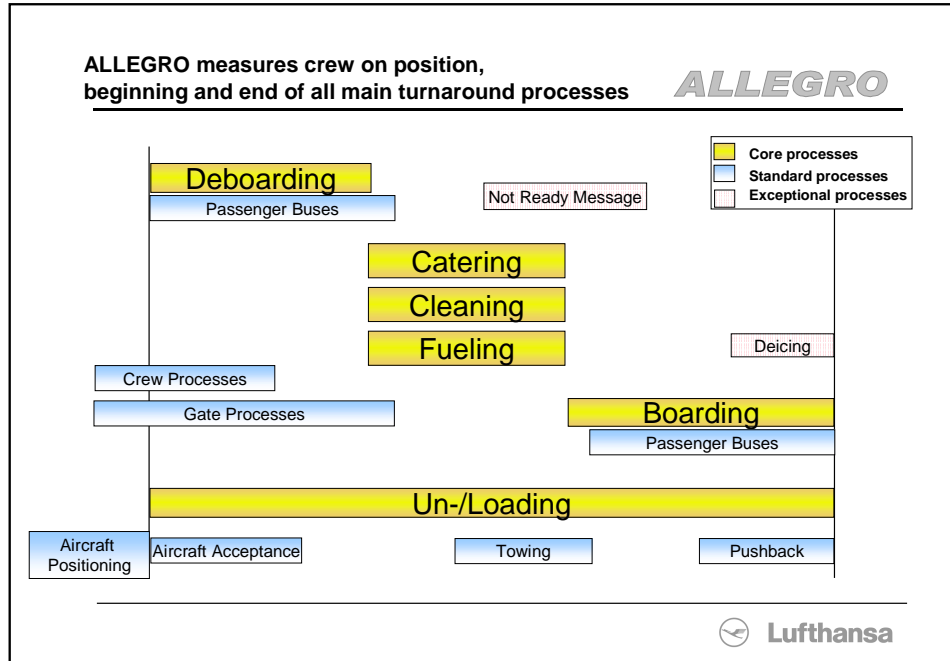 ALLEGRO measures crew on position,
beginning and end of all main turnaround processes
ALLEGRO
Core processes
Standard processes
Exceptional processes
Deboarding
Passenger Buses
Not Ready Message
Catering
Cleaning
Fueling
Deicing
Crew Processes
Gate Processes
Boarding
Passenger Buses
Un-/Loading
Aircraft
Positioning
Aircraft Acceptance
Towing
Pushback
Lufthansa